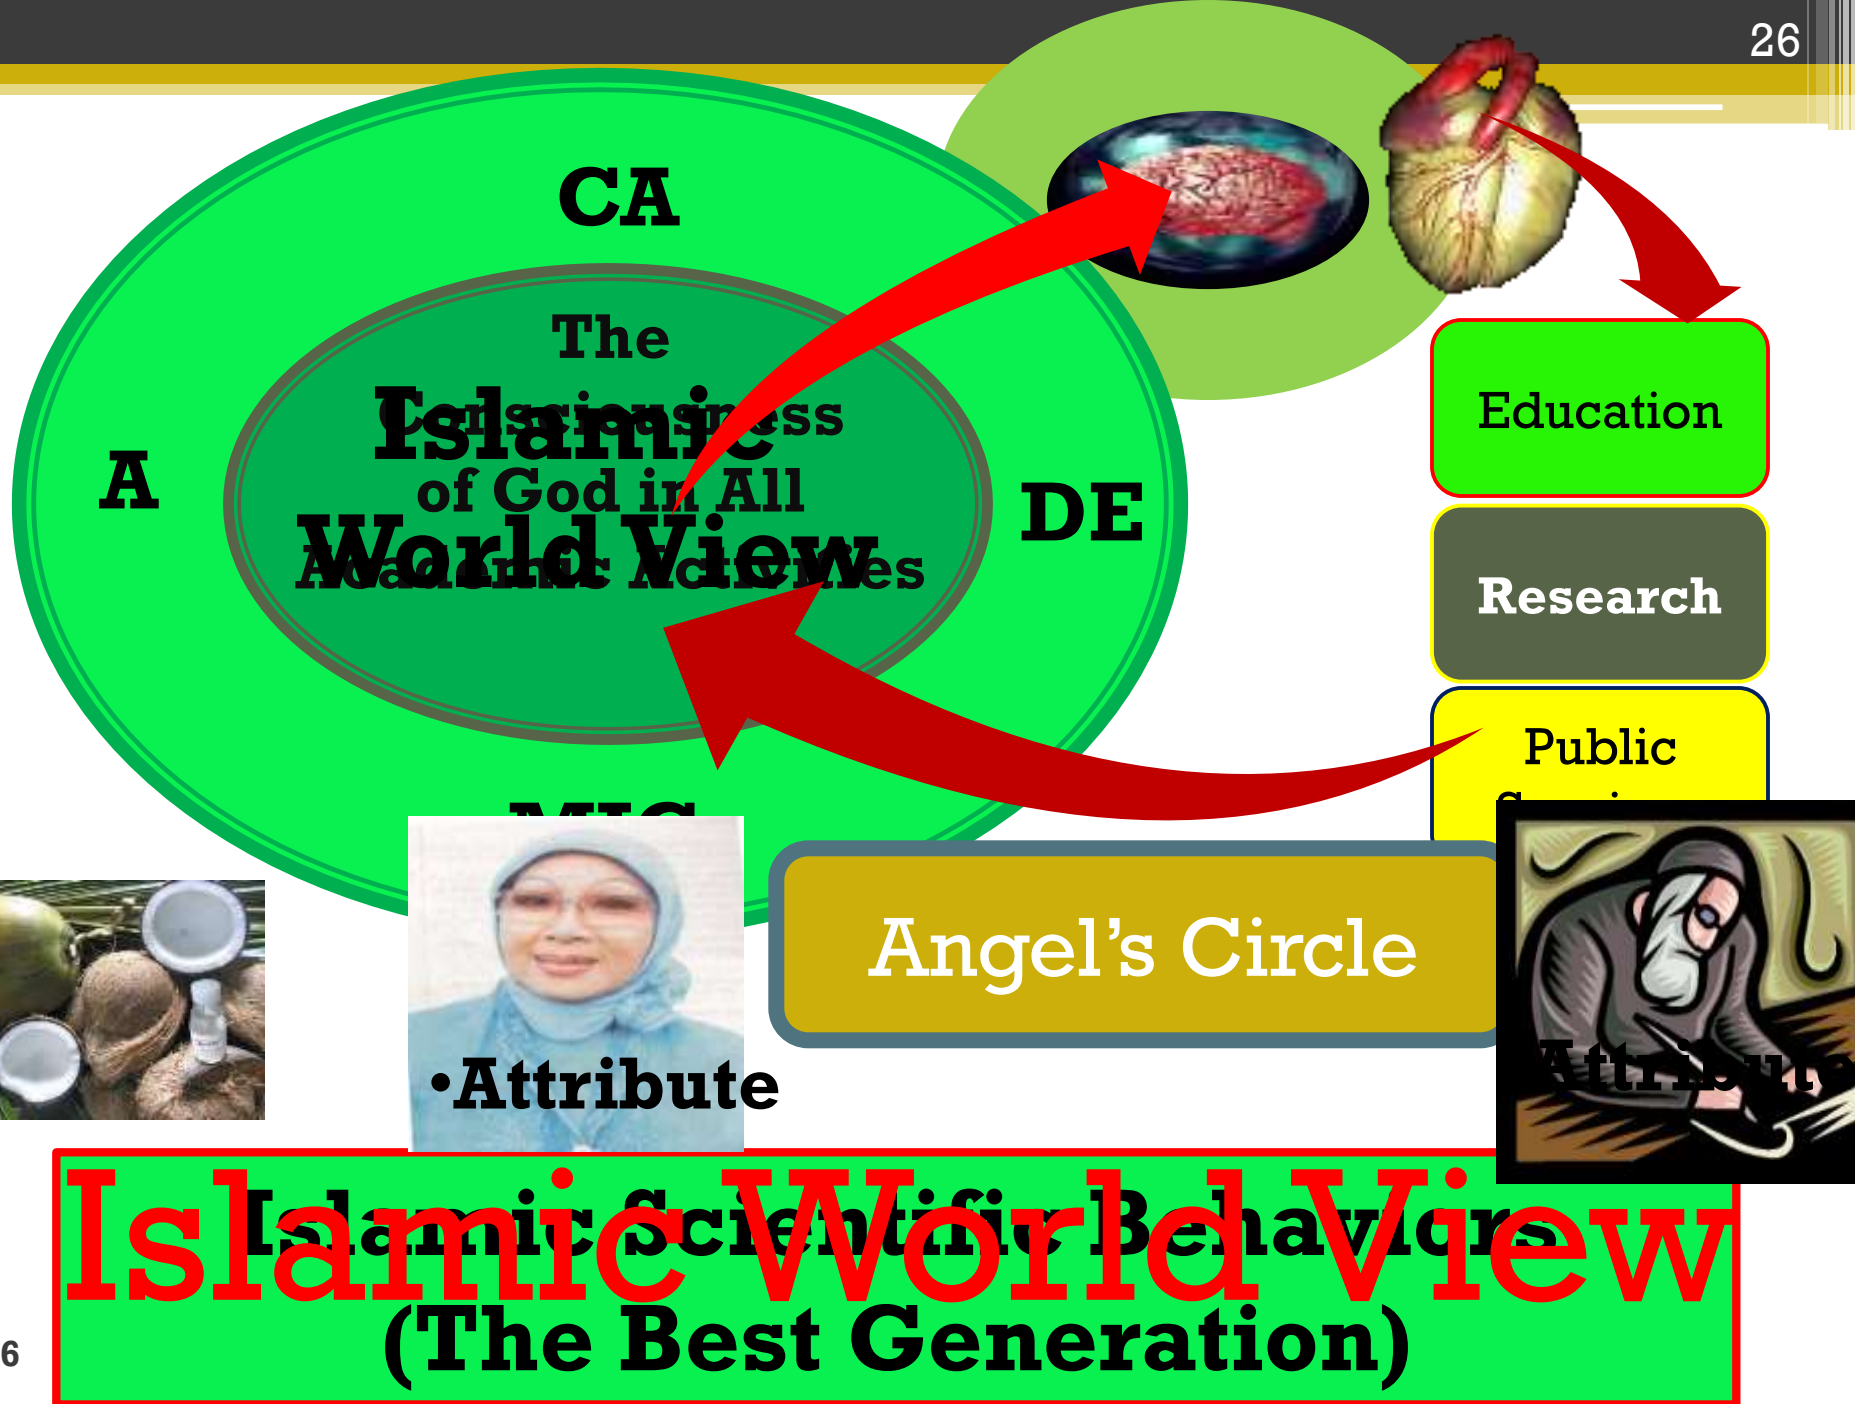 26
CA
The
Consciousness
of God in All
Academic Activities
Islamic
World View
A
DE
Education
Research
Public
Angel’s Circle
•Attribute
Attribute
Islamic World View
Islamic Scientific Behaviors
(The Best Generation)
6